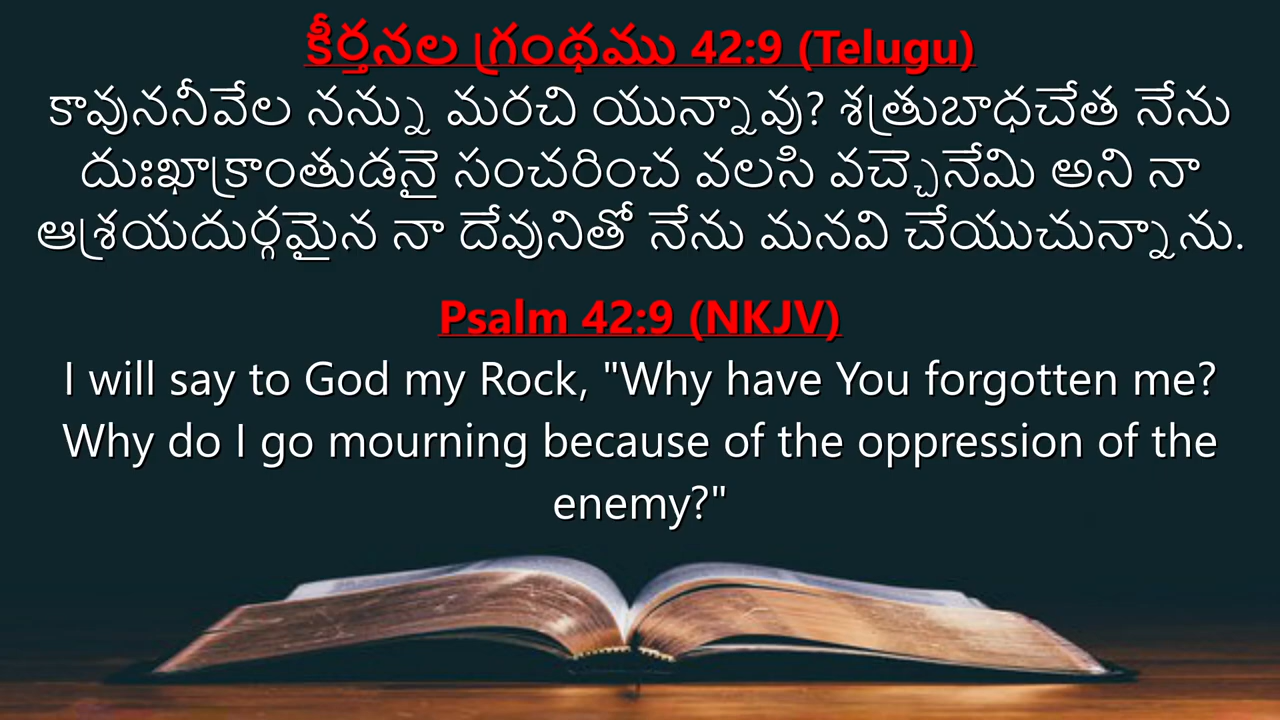 కీర్తనల గ్రంథము 42:9 (Telugu)
కావుననీవేల నన్ను మరచి యున్నావు? శత్రుబాధచేత నేను
దుఃఖాక్రాంతుడనై సంచరించ వలసి వచ్చెనేమి అని నా
ఆశ్రయదుర్గమైన నా దేవునితో నేను మనవి చేయుచున్నాను.
Psalm 42:9 (NKJV)
I will say to God my Rock, "Why have You forgotten me?
Why do I go mourning because of the oppression of the
enemy?"